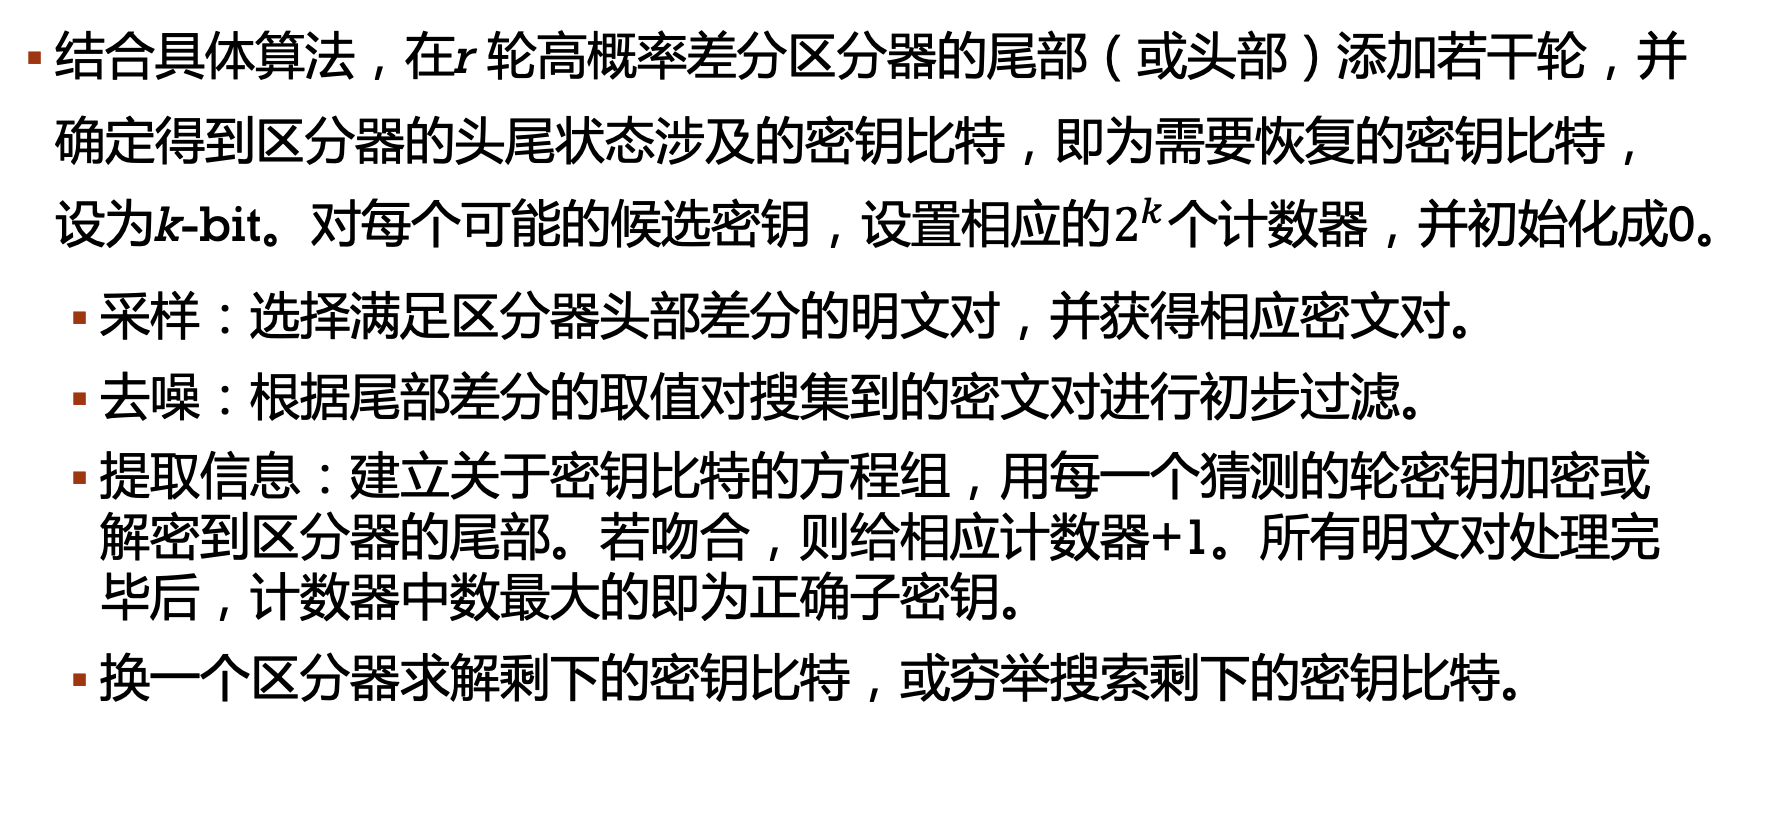 ▪ 结合具体算法，在r 轮高概率差分区分器的尾部（或头部）添加若干轮，并
确定得到区分器的头尾状态涉及的密钥比特，即为需要恢复的密钥比特，
设为k-bit。对每个可能的候选密钥，设置相应的2^k个计数器，并初始化成0。
▪ 采样：选择满足区分器头部差分的明文对，并获得相应密文对。
▪ 去噪：根据尾部差分的取值对搜集到的密文对进行初步过滤。
▪ 提取信息：建立关于密钥比特的方程组，用每一个猜测的轮密钥加密或
解密到区分器的尾部。若吻合，则给相应计数器+1。所有明文对处理完
毕后，计数器中数最大的即为正确子密钥。
▪ 换一个区分器求解剩下的密钥比特，或穷举搜索剩下的密钥比特。